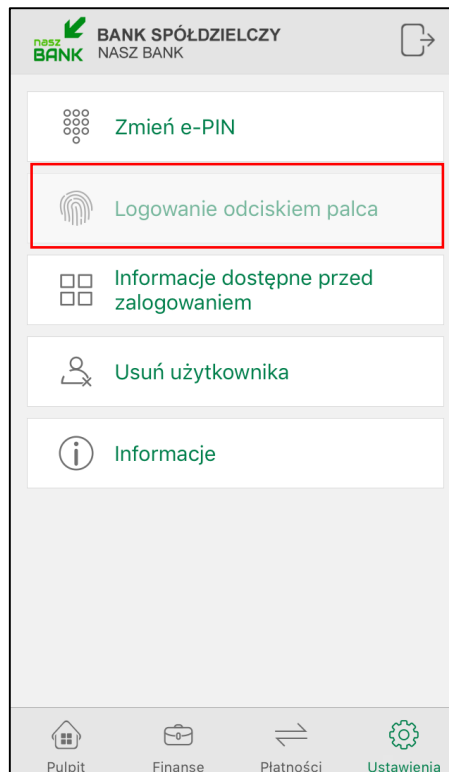 nasz
BANK
BANK SPÓŁDZIELCZY
NASZ BANK
Zmień e-PIN
Logowanie odciskiem palca
Informacje dostępne przed
zalogowaniem
Usuń użytkownika
Informacje
Pulpit
Finanse
Płatności
Ustawienia